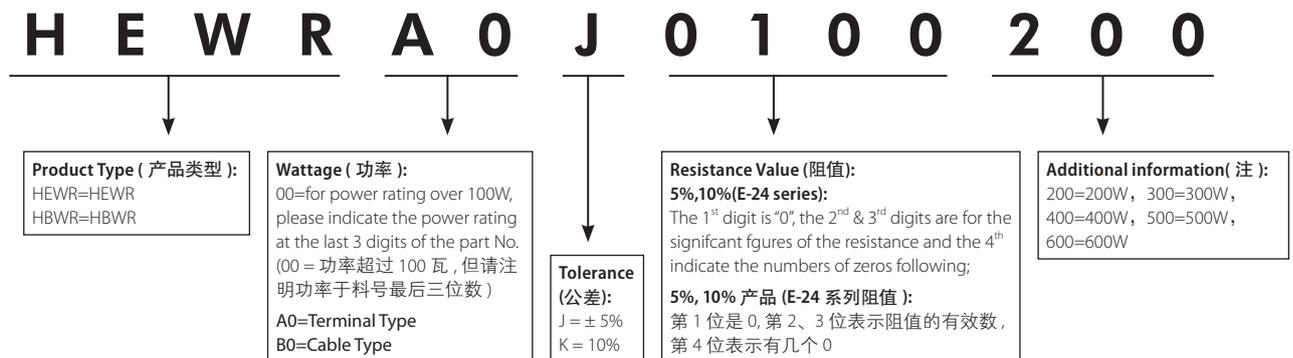 H E W R A 0 J 0 1 0 0 2 0 0
Product Type ( 产品类型 ):
HEWR=HEWR
HBWR=HBWR
Wattage ( 功率 ):
00=for power rating over 100W,
please indicate the power rating
at the last 3 digits of the part No.
(00 = 功率超过 100 瓦 , 但请注
明功率于料号最后三位数 )
A0=Terminal Type
B0=Cable Type
Tolerance
(公差):
J = ± 5%
K = 10%
Resistance Value (阻值):
5%,10%(E-24 series):
The 1st digit is “0”, the 2nd & 3rd digits are for the
signifcant fgures of the resistance and the 4th
indicate the numbers of zeros following;
5%, 10% 产品 (E-24 系列阻值 ):
第 1 位是 0, 第 2、3 位表示阻值的有效数 ,
第 4 位表示有几个 0
Additional information( 注 ):
200=200W，300=300W，
400=400W，500=500W，
600=600W